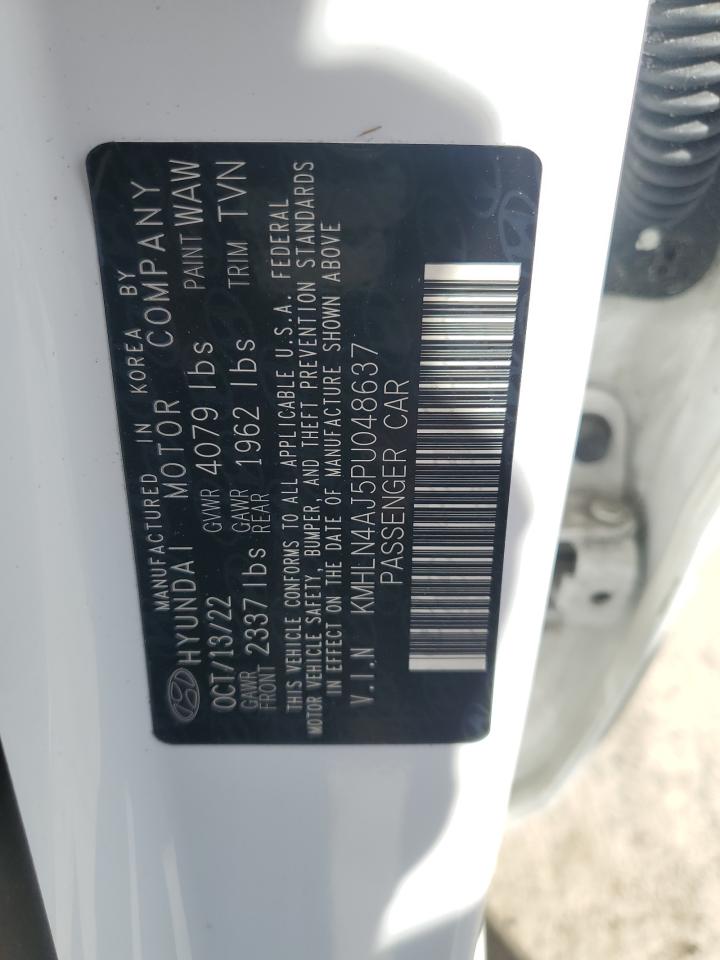 MANUFACTURED IN KOREA BY
HYUNDAI MOTOR COMPANY
OCT/13/22 GVWR 4079 lbs PAINT WAW
GAWR FRONT 2337 lbs GAWR REAR 1962 lbs TRIM TVN
THIS VEHICLE CONFORMS TO ALL APPLICABLE U.S.A. FEDERAL
MOTOR VEHICLE SAFETY, BUMPER, AND THEFT PREVENTION STANDARDS
IN EFFECT ON THE DATE OF MANUFACTURE SHOWN ABOVE
V.I.N KMHLN4AJ5PU048637
PASSENGER CAR